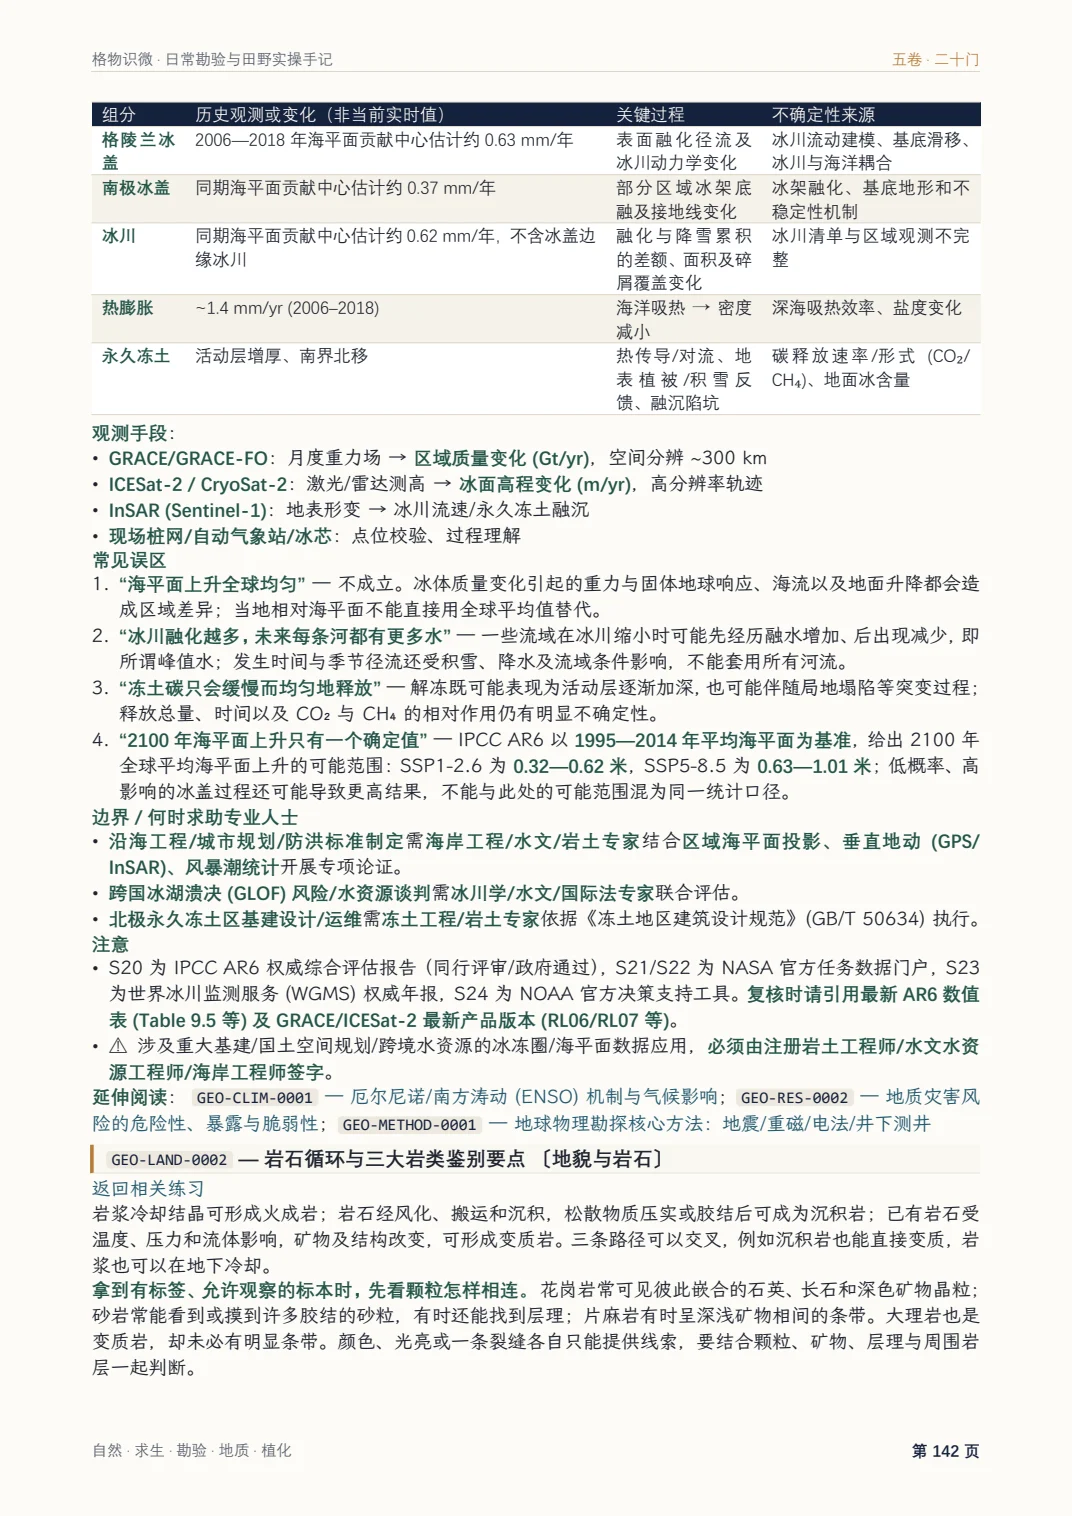 格物识微 · 日常勘验与田野实操手记
五卷 · 二十门
组分 历史观测或变化（非当前实时值） 关键过程 不确定性来源
格陵兰冰盖 2006—2018 年海平面贡献中心估计约 0.63 mm/年 表面融化径流及冰川动力学变化 冰川流动建模、基底滑移、冰川与海洋耦合
南极冰盖 同期海平面贡献中心估计约 0.37 mm/年 部分区域冰架底融及接地线变化 冰架融化、基底地形和不稳定性机制
冰川 同期海平面贡献中心估计约 0.62 mm/年，不含冰盖边缘冰川 融化与降雪累积的差额、面积及碎屑覆盖变化 冰川清单与区域观测不完整
热膨胀 ~1.4 mm/yr (2006–2018) 海洋吸热 → 密度减小 深海吸热效率、盐度变化
永久冻土 活动层增厚、南界北移 热传导/对流、地表植被/积雪反馈、融沉陷坑 碳释放速率/形式 (CO₂/CH₄)、地面冰含量
观测手段：
• GRACE/GRACE-FO：月度重力场 → 区域质量变化 (Gt/yr)，空间分辨 ~300 km
• ICESat-2 / CryoSat-2：激光/雷达测高 → 冰面高程变化 (m/yr)，高分辨率轨迹
• InSAR (Sentinel-1)：地表形变 → 冰川流速/永久冻土融沉
• 现场桩网/自动气象站/冰芯：点位校验、过程理解
常见误区
1. “海平面上升全球均匀” — 不成立。冰体质量变化引起的重力与固体地球响应、海流以及地面升降都会造
成区域差异；当地相对海平面不能直接用全球平均值替代。
2. “冰川融化越多，未来每条河都有更多水” — 一些流域在冰川缩小时可能先经历融水增加、后出现减少，即
所谓峰值水；发生时间与季节径流还受积雪、降水及流域条件影响，不能套用所有河流。
3. “冻土碳只会缓慢而均匀地释放” — 解冻既可能表现为活动层逐渐加深，也可能伴随局地塌陷等突变过程；
释放总量、时间以及 CO₂ 与 CH₄ 的相对作用仍有明显不确定性。
4. “2100 年海平面上升只有一个确定值” — IPCC AR6 以 1995—2014 年平均海平面为基准，给出 2100 年
全球平均海平面上升的可能范围：SSP1-2.6 为 0.32—0.62 米，SSP5-8.5 为 0.63—1.01 米；低概率、高
影响的冰盖过程还可能导致更高结果，不能与此处的可能范围混为同一统计口径。
边界 / 何时求助专业人士
• 沿海工程/城市规划/防洪标准制定需海岸工程/水文/岩土专家结合区域海平面投影、垂直地动 (GPS/
InSAR)、风暴潮统计开展专项论证。
• 跨国冰湖溃决 (GLOF) 风险/水资源谈判需冰川学/水文/国际法专家联合评估。
• 北极永久冻土区基建设计/运维需冻土工程/岩土专家依据《冻土地区建筑设计规范》(GB/T 50634) 执行。
注意
• S20 为 IPCC AR6 权威综合评估报告（同行评审/政府通过），S21/S22 为 NASA 官方任务数据门户，S23
为世界冰川监测服务 (WGMS) 权威年报，S24 为 NOAA 官方决策支持工具。复核时请引用最新 AR6 数值
表 (Table 9.5 等) 及 GRACE/ICESat-2 最新产品版本 (RL06/RL07 等)。
• ⚠ 涉及重大基建/国土空间规划/跨境水资源的冰冻圈/海平面数据应用，必须由注册岩土工程师/水文水资
源工程师/海岸工程师签字。
延伸阅读： GEO-CLIM-0001 — 厄尔尼诺/南方涛动 (ENSO) 机制与气候影响； GEO-RES-0002 — 地质灾害风
险的危险性、暴露与脆弱性； GEO-METHOD-0001 — 地球物理勘探核心方法：地震/重磁/电法/井下测井
GEO-LAND-0002 — 岩石循环与三大岩类鉴别要点 〔地貌与岩石〕
返回相关练习
岩浆冷却结晶可形成火成岩；岩石经风化、搬运和沉积，松散物质压实或胶结后可成为沉积岩；已有岩石受
温度、压力和流体影响，矿物及结构改变，可形成变质岩。三条路径可以交叉，例如沉积岩也能直接变质，岩
浆也可以在地下冷却。
拿到有标签、允许观察的标本时，先看颗粒怎样相连。花岗岩常可见彼此嵌合的石英、长石和深色矿物晶粒；
砂岩常能看到或摸到许多胶结的砂粒，有时还能找到层理；片麻岩有时呈深浅矿物相间的条带。大理岩也是
变质岩，却未必有明显条带。颜色、光亮或一条裂缝各自只能提供线索，要结合颗粒、矿物、层理与周围岩
层一起判断。
自然 · 求生 · 勘验 · 地质 · 植化
第 142 页